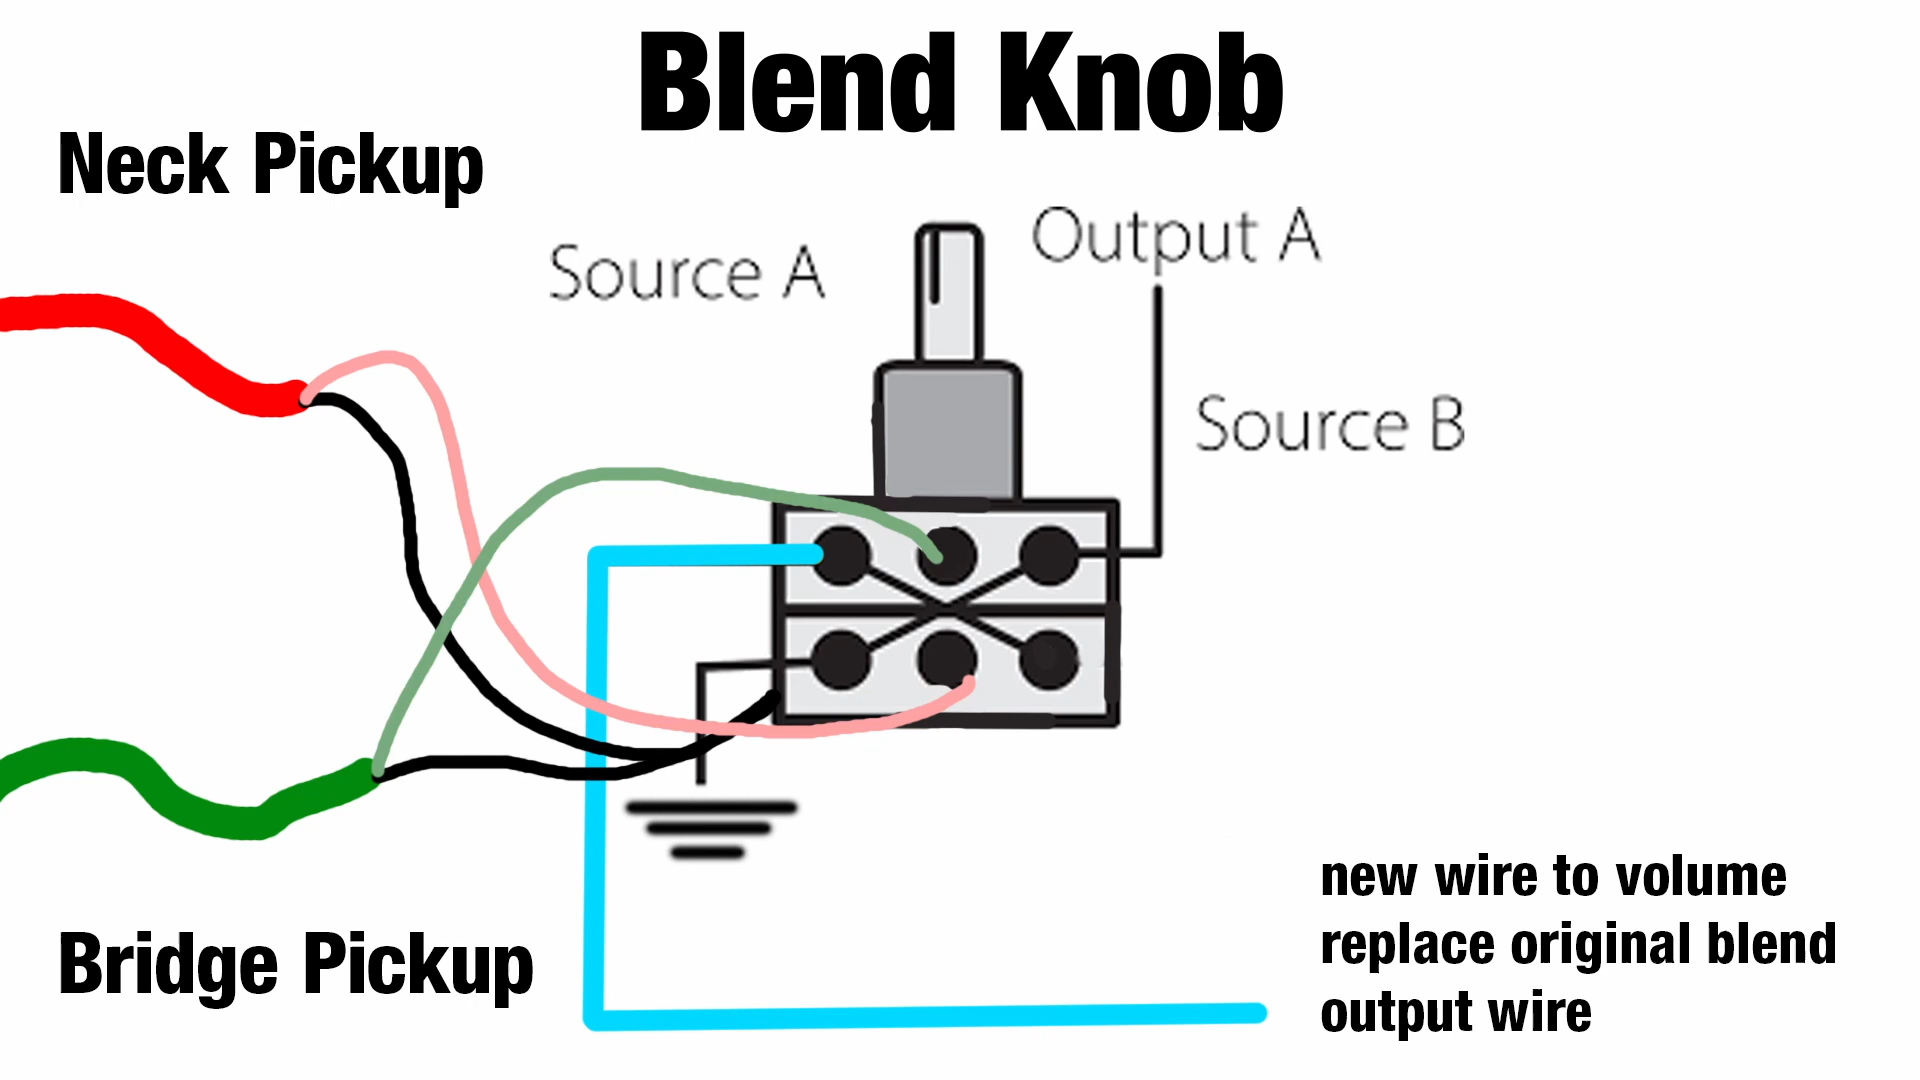 Blend Knob
Neck Pickup
Source A
Output A
Source B
Bridge Pickup
new wire to volume
replace original blend
output wire